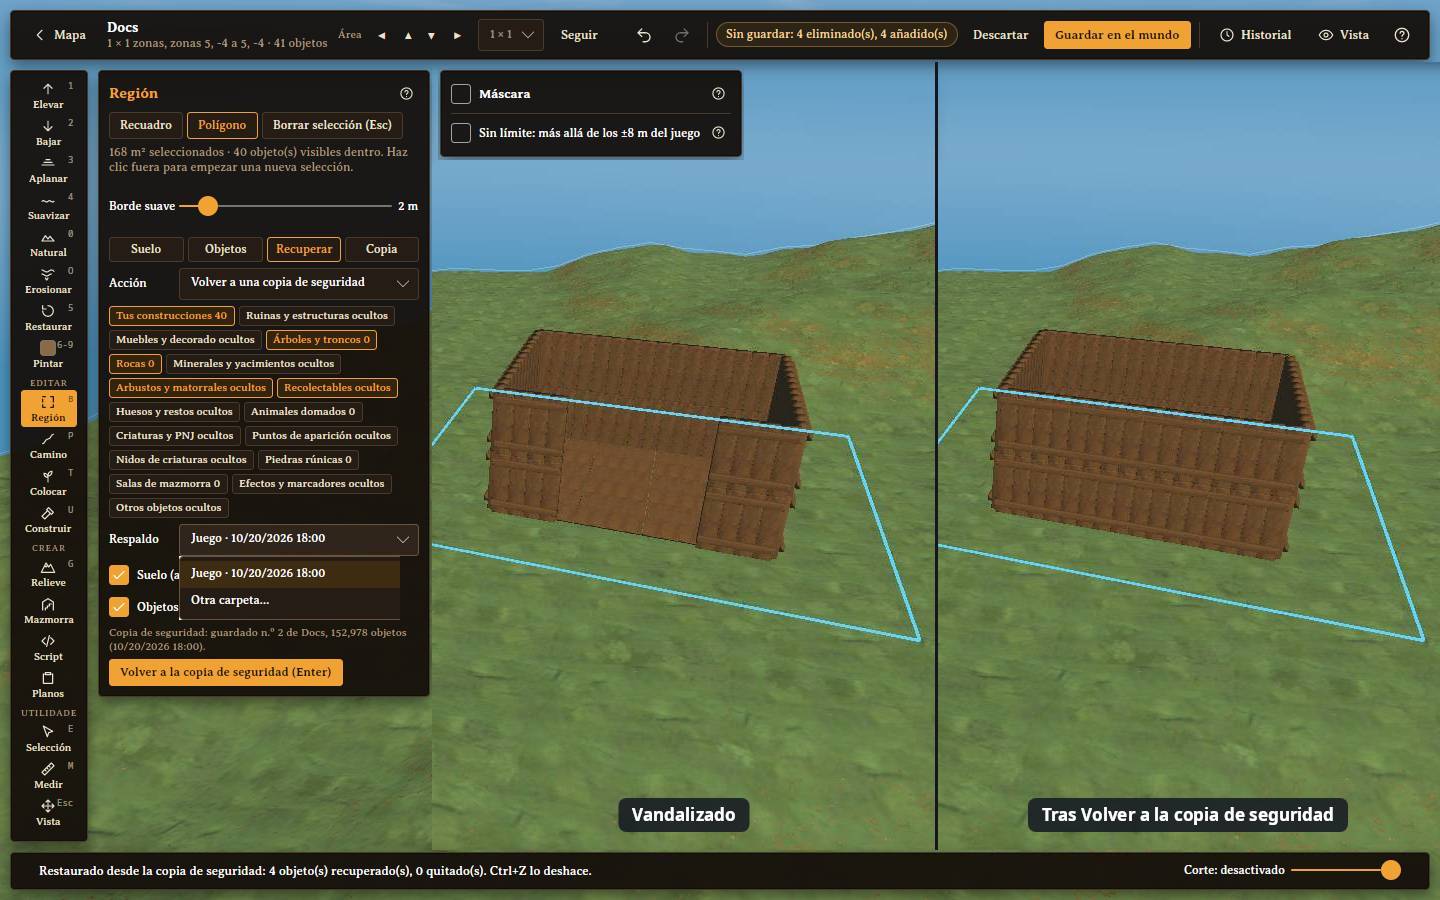 Mapa
Docs
1 × 1 zonas, zonas 5, -4 a 5, -4 · 41 objetos
Área
1 × 1
Seguir
Sin guardar: 4 eliminado(s), 4 añadido(s)
Descartar
Guardar en el mundo
Historial
Vista
1
Elevar
2
Bajar
3
Aplanar
4
Suavizar
0
Natural
O
Erosionar
5
Restaurar
6-9
Pintar
EDITAR
B
Región
P
Camino
T
Colocar
U
Construir
CREAR
G
Relieve
Mazmorra
Script
Planos
UTILIDADE
E
Selección
M
Medir
Esc
Vista
Región
Recuadro
Polígono
Borrar selección (Esc)
168 m² seleccionados · 40 objeto(s) visibles dentro. Haz
clic fuera para empezar una nueva selección.
Borde suave
2 m
Suelo
Objetos
Recuperar
Copia
Acción
Volver a una copia de seguridad
Tus construcciones 40
Ruinas y estructuras ocultos
Muebles y decorado ocultos
Árboles y troncos 0
Rocas 0
Minerales y yacimientos ocultos
Arbustos y matorrales ocultos
Recolectables ocultos
Huesos y restos ocultos
Animales domados 0
Criaturas y PNJ ocultos
Puntos de aparición ocultos
Nidos de criaturas ocultos
Piedras rúnicas 0
Salas de mazmorra 0
Efectos y marcadores ocultos
Otros objetos ocultos
Respaldo
Juego · 10/20/2026 18:00
Suelo (a
Juego · 10/20/2026 18:00
Objetos
Otra carpeta...
Copia de seguridad: guardado n.º 2 de Docs, 152,978 objetos
(10/20/2026 18:00).
Volver a la copia de seguridad (Enter)
Máscara
Sin límite: más allá de los ±8 m del juego
Vandalizado
Tras Volver a la copia de seguridad
Restaurado desde la copia de seguridad: 4 objeto(s) recuperado(s), 0 quitado(s). Ctrl+Z lo deshace.
Corte: desactivado